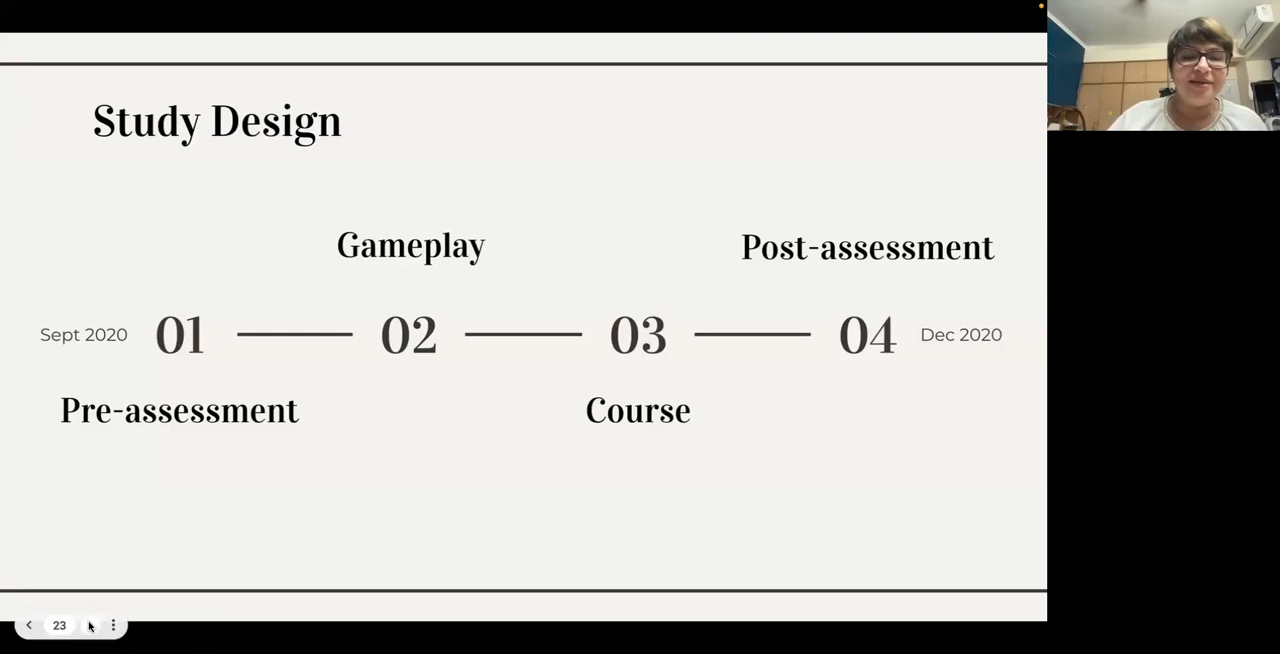 Study Design
Gameplay
Post-assessment
Sept 2020 01 02 03 04 Dec 2020
Pre-assessment
Course
23